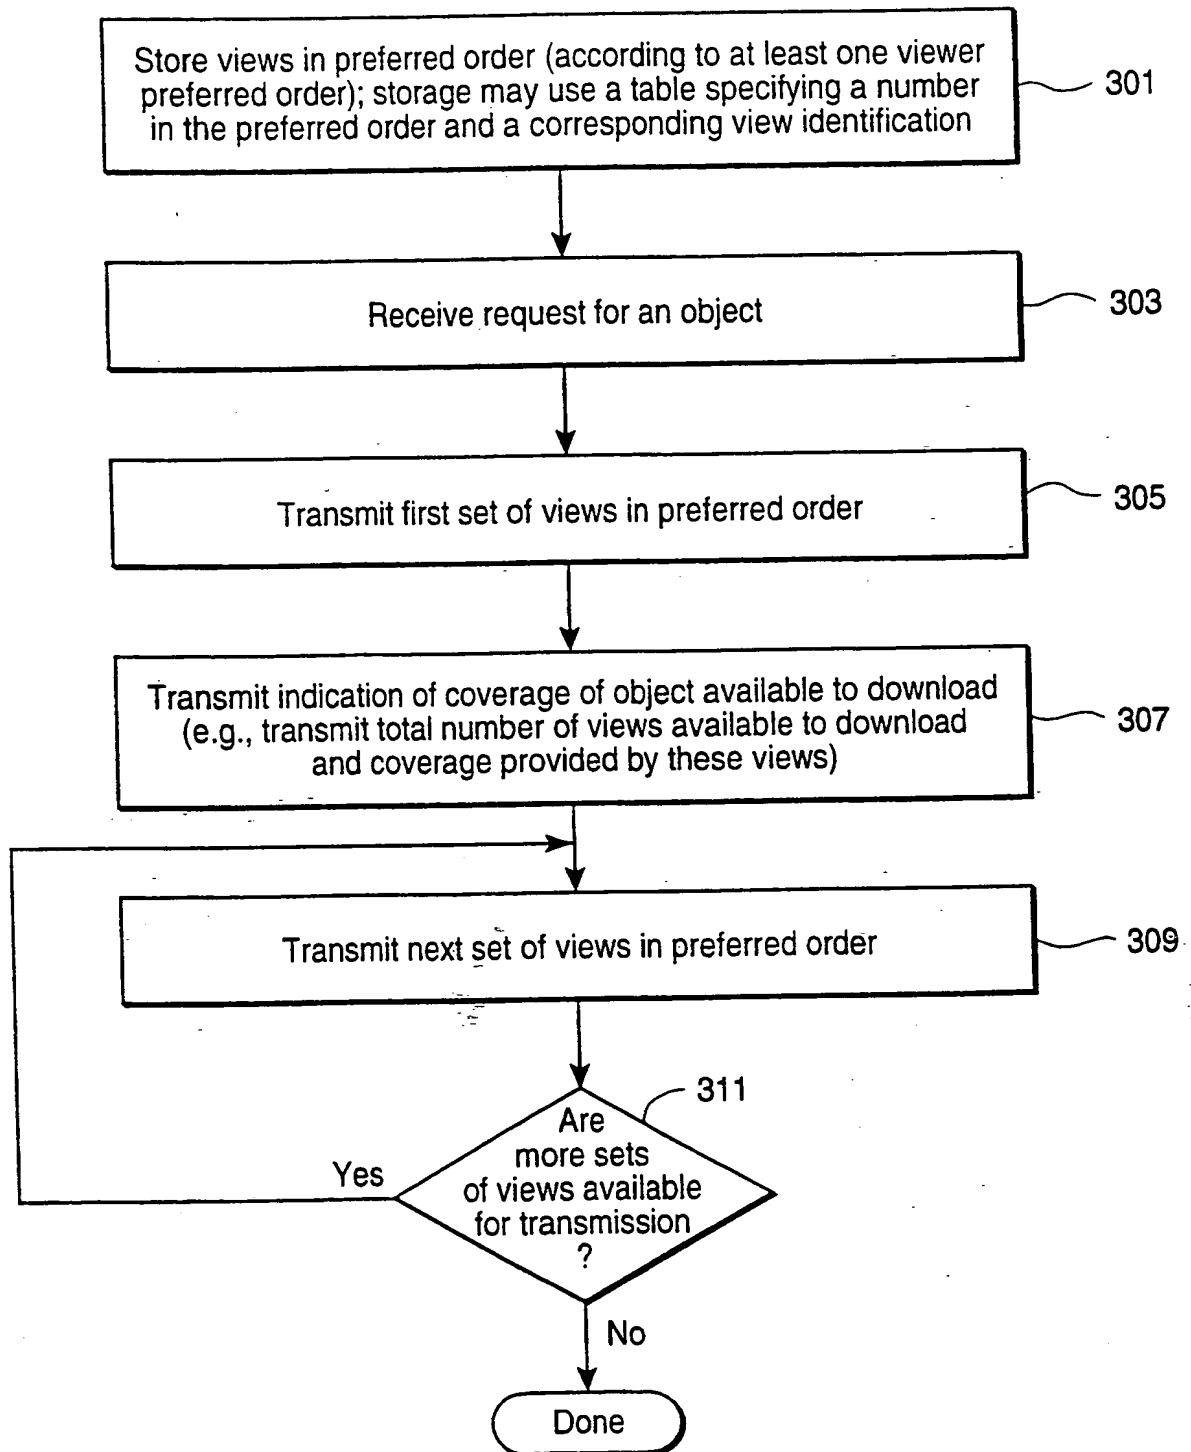 Store views in preferred order (according to at least one viewer
preferred order); storage may use a table specifying a number
in the preferred order and a corresponding view identification
301
Receive request for an object
303
Transmit first set of views in preferred order
305
Transmit indication of coverage of object available to download
(e.g., transmit total number of views available to download
and coverage provided by these views)
307
Transmit next set of views in preferred order
309
311
Are
more sets
of views available
for transmission
?
Yes
No
Done